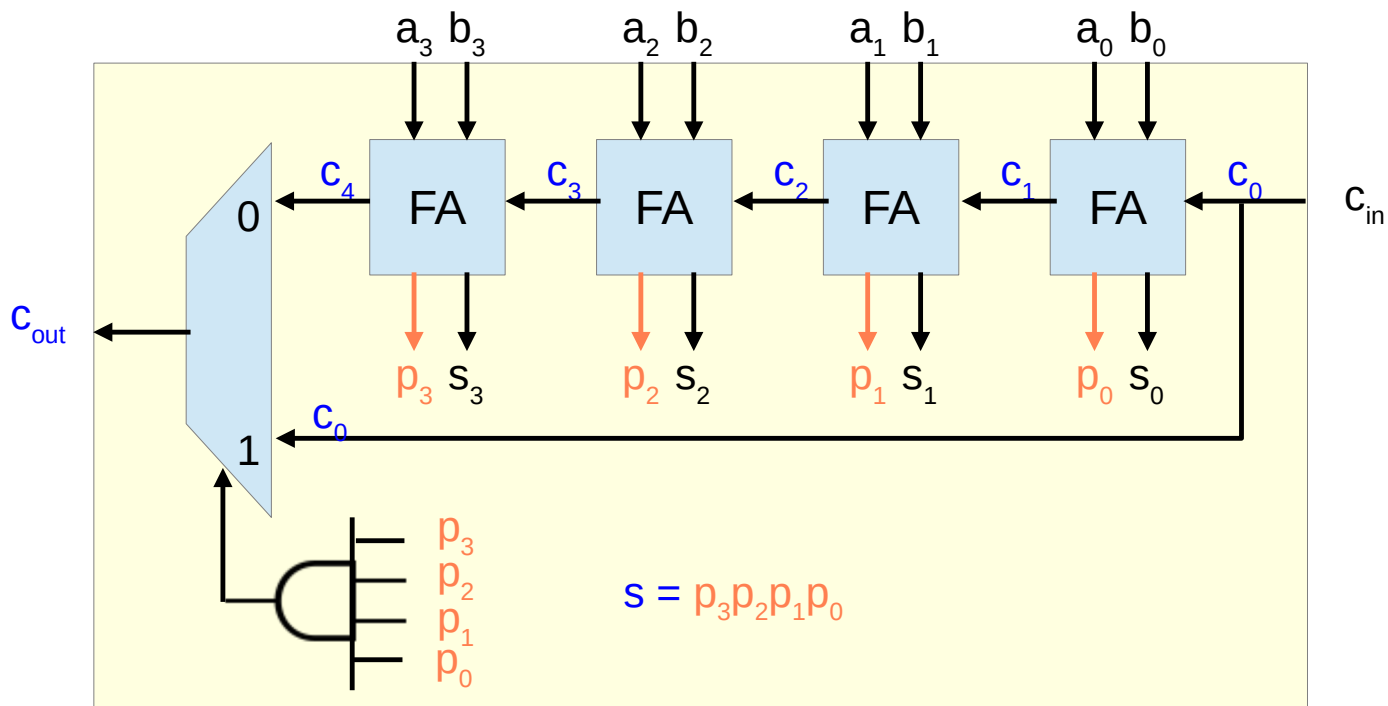 a₃ b₃ a₂ b₂ a₁ b₁ a₀ b₀
c₄ FA c₃ FA c₂ FA c₁ FA c₀ cᵢₙ
0
c_out
p₃ s₃ p₂ s₂ p₁ s₁ p₀ s₀
c₀
1
p₃
p₂
s = p₃p₂p₁p₀
p₁
p₀